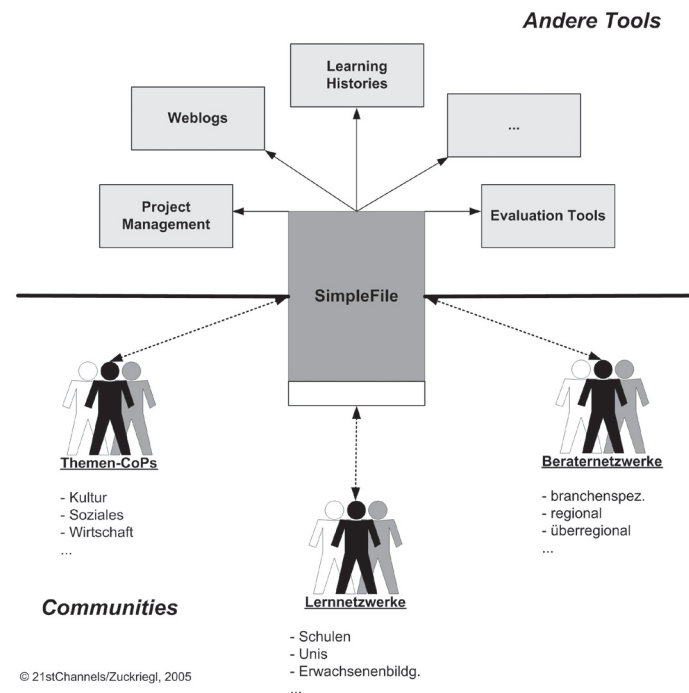 Andere Tools
Learning
Histories
Weblogs
...
Project
Management
Evaluation Tools
SimpleFile
Themen-CoPs
- Kultur
- Soziales
- Wirtschaft
...
Beraternetzwerke
- branchenspez.
- regional
- überregional
...
Lernnetzwerke
- Schulen
- Unis
- Erwachsenenbildg.
...
Communities
© 21stChannels/Zuckriegl, 2005